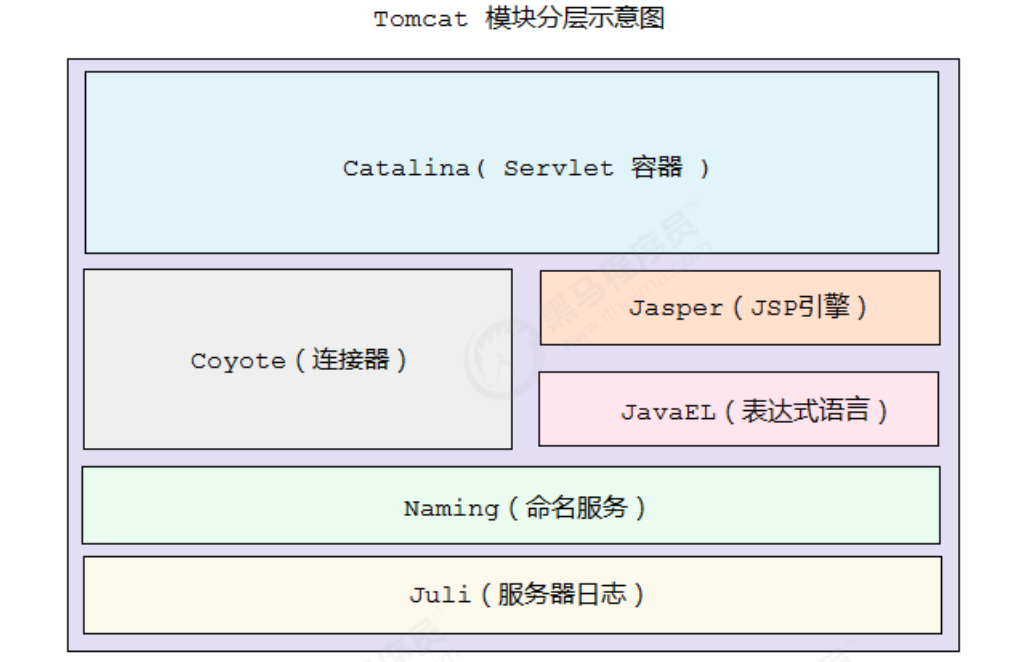 Tomcat 模块分层示意图
Catalina( Servlet 容器 )
Coyote（连接器）
Jasper（JSP引擎）
JavaEL（表达式语言）
Naming（命名服务）
Juli（服务器日志）
黑马程序员
www.itheima.com